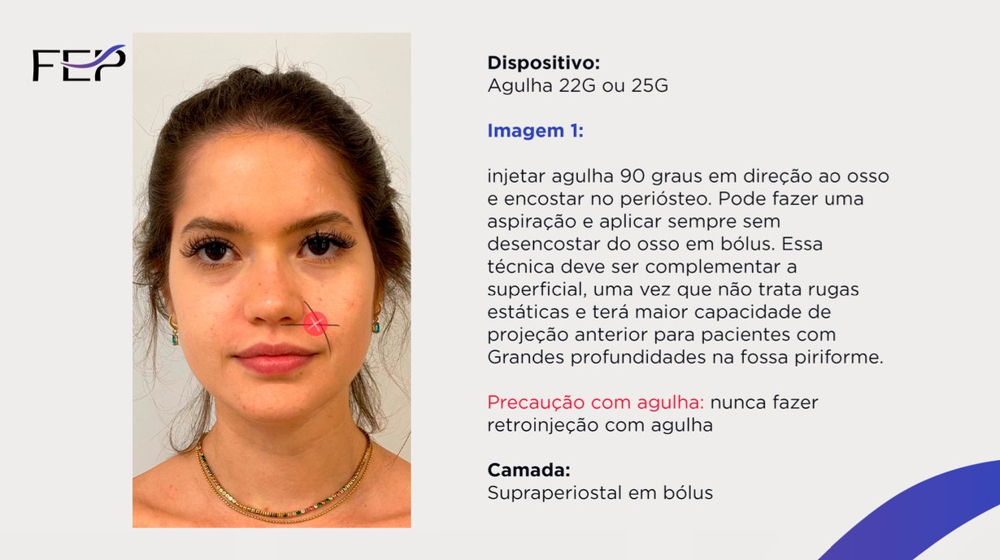 FEP
Dispositivo:
Agulha 22G ou 25G
Imagem 1:
injetar agulha 90 graus em direção ao osso
e encostar no periósteo. Pode fazer uma
aspiração e aplicar sempre sem
desencostar do osso em bólus. Essa
técnica deve ser complementar a
superficial, uma vez que não trata rugas
estáticas e terá maior capacidade de
projeção anterior para pacientes com
Grandes profundidades na fossa piriforme.
Precaução com agulha: nunca fazer
retroinjeção com agulha
Camada:
Supraperiostal em bólus